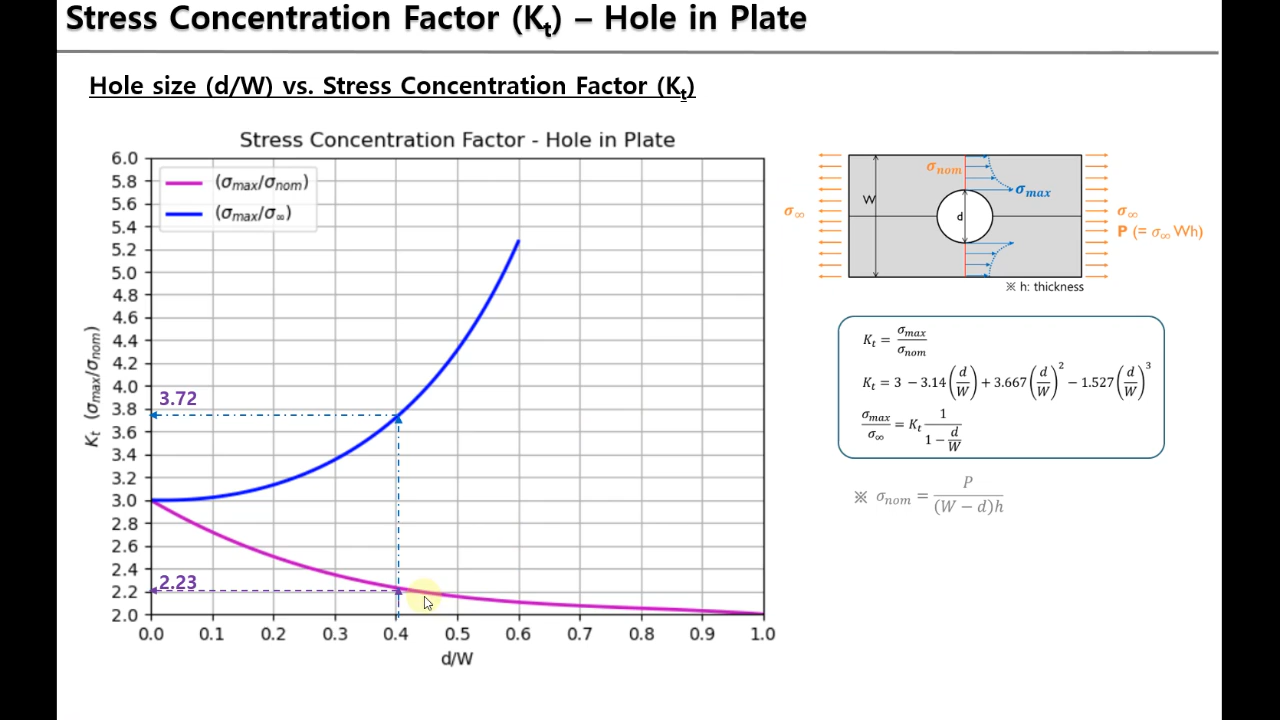 Stress Concentration Factor (Kt) – Hole in Plate
Hole size (d/W) vs. Stress Concentration Factor (Kt)
Stress Concentration Factor - Hole in Plate
(σmax/σnom)
(σmax/σ∞)
6.0
5.8
5.6
5.4
5.2
5.0
4.8
4.6
4.4
4.2
4.0
3.8
3.6
3.4
3.2
3.0
2.8
2.6
2.4
2.2
2.0
Kt (σmax/σnom)
3.72
2.23
0.0 0.1 0.2 0.3 0.4 0.5 0.6 0.7 0.8 0.9 1.0
d/W
σnom
σmax
W
d
σ∞
σ∞
P (= σ∞ Wh)
※ h: thickness
Kt = σmax/σnom
Kt = 3 − 3.14(d/W) + 3.667(d/W)² − 1.527(d/W)³
σmax/σ∞ = Kt 1/(1 − d/W)
※ σnom = P/((W − d)h)